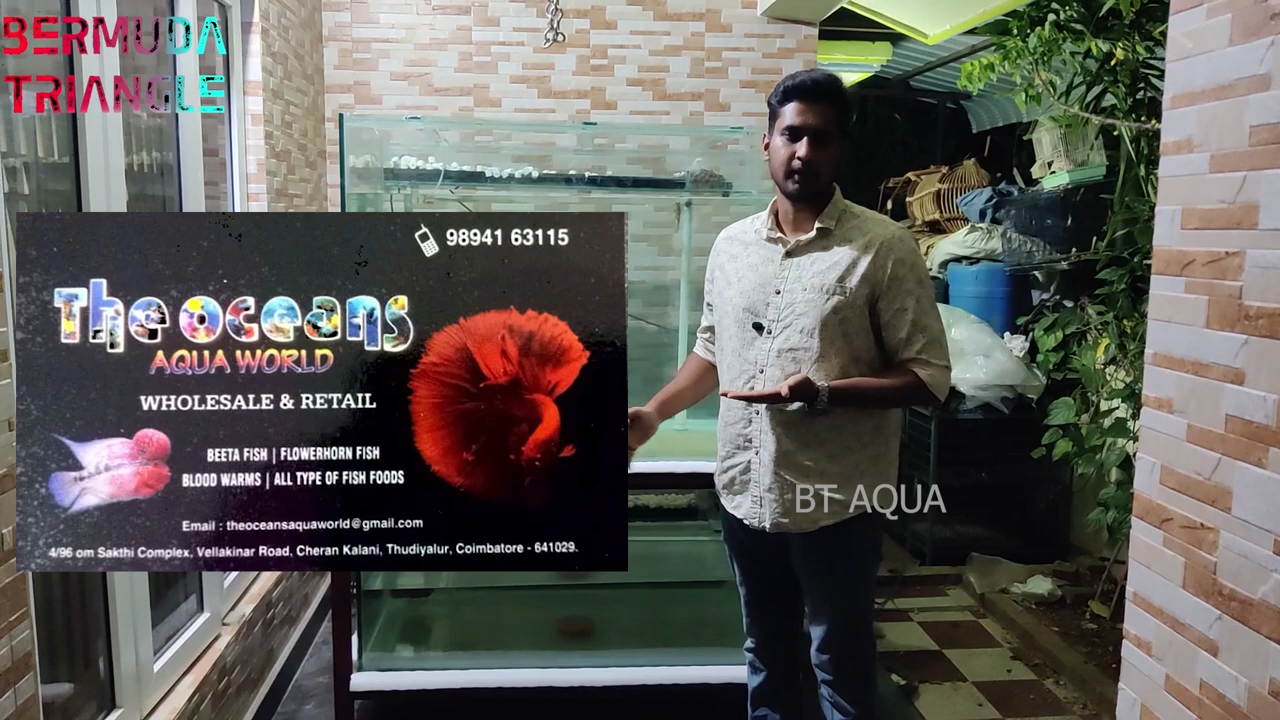 BERMUDA
TRIANGLE
98941 63115
The oceans
AQUA WORLD
WHOLESALE & RETAIL
BEETA FISH | FLOWERHORN FISH
BLOOD WARMS | ALL TYPE OF FISH FOODS
Email : theoceansaquaworld@gmail.com
4/96 om Sakthi Complex, Vellakinar Road, Cheran Kalani, Thudiyalur, Coimbatore - 641029.
BT AQUA